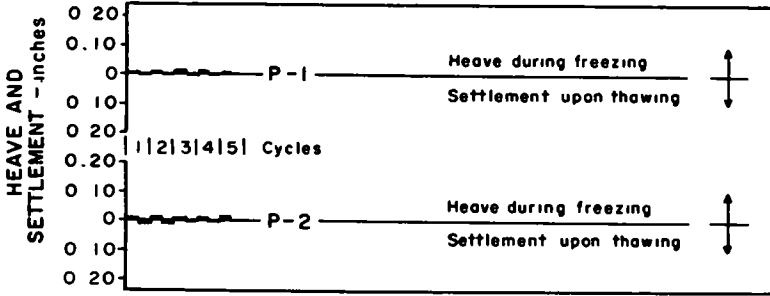 HEAVE AND
SETTLEMENT - inches
0 20
0.10
0
0 10
0 20
P-1
Heave during freezing
Settlement upon thawing
|1|2|3|4|5| Cycles
0.20
0 10
0
0 10
0 20
P-2
Heave during freezing
Settlement upon thawing